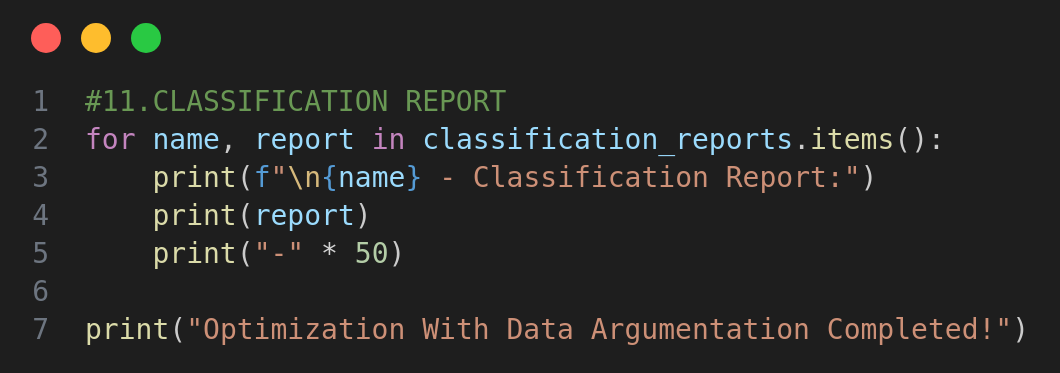 1 #11.CLASSIFICATION REPORT
2 for name, report in classification_reports.items():
3     print(f"\n{name} - Classification Report:")
4     print(report)
5     print("-" * 50)
6
7 print("Optimization With Data Argumentation Completed!")